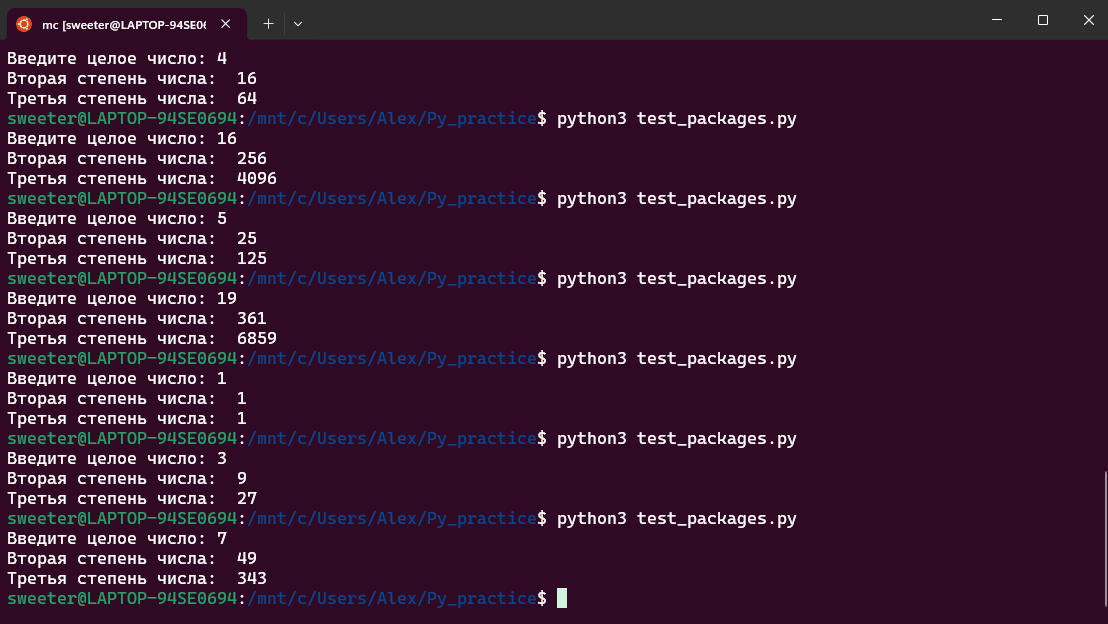 mc [sweeter@LAPTOP-94SE06
Введите целое число: 4
Вторая степень числа:  16
Третья степень числа:  64
sweeter@LAPTOP-94SE0694:/mnt/c/Users/Alex/Py_practice$ python3 test_packages.py
Введите целое число: 16
Вторая степень числа:  256
Третья степень числа:  4096
sweeter@LAPTOP-94SE0694:/mnt/c/Users/Alex/Py_practice$ python3 test_packages.py
Введите целое число: 5
Вторая степень числа:  25
Третья степень числа:  125
sweeter@LAPTOP-94SE0694:/mnt/c/Users/Alex/Py_practice$ python3 test_packages.py
Введите целое число: 19
Вторая степень числа:  361
Третья степень числа:  6859
sweeter@LAPTOP-94SE0694:/mnt/c/Users/Alex/Py_practice$ python3 test_packages.py
Введите целое число: 1
Вторая степень числа:  1
Третья степень числа:  1
sweeter@LAPTOP-94SE0694:/mnt/c/Users/Alex/Py_practice$ python3 test_packages.py
Введите целое число: 3
Вторая степень числа:  9
Третья степень числа:  27
sweeter@LAPTOP-94SE0694:/mnt/c/Users/Alex/Py_practice$ python3 test_packages.py
Введите целое число: 7
Вторая степень числа:  49
Третья степень числа:  343
sweeter@LAPTOP-94SE0694:/mnt/c/Users/Alex/Py_practice$